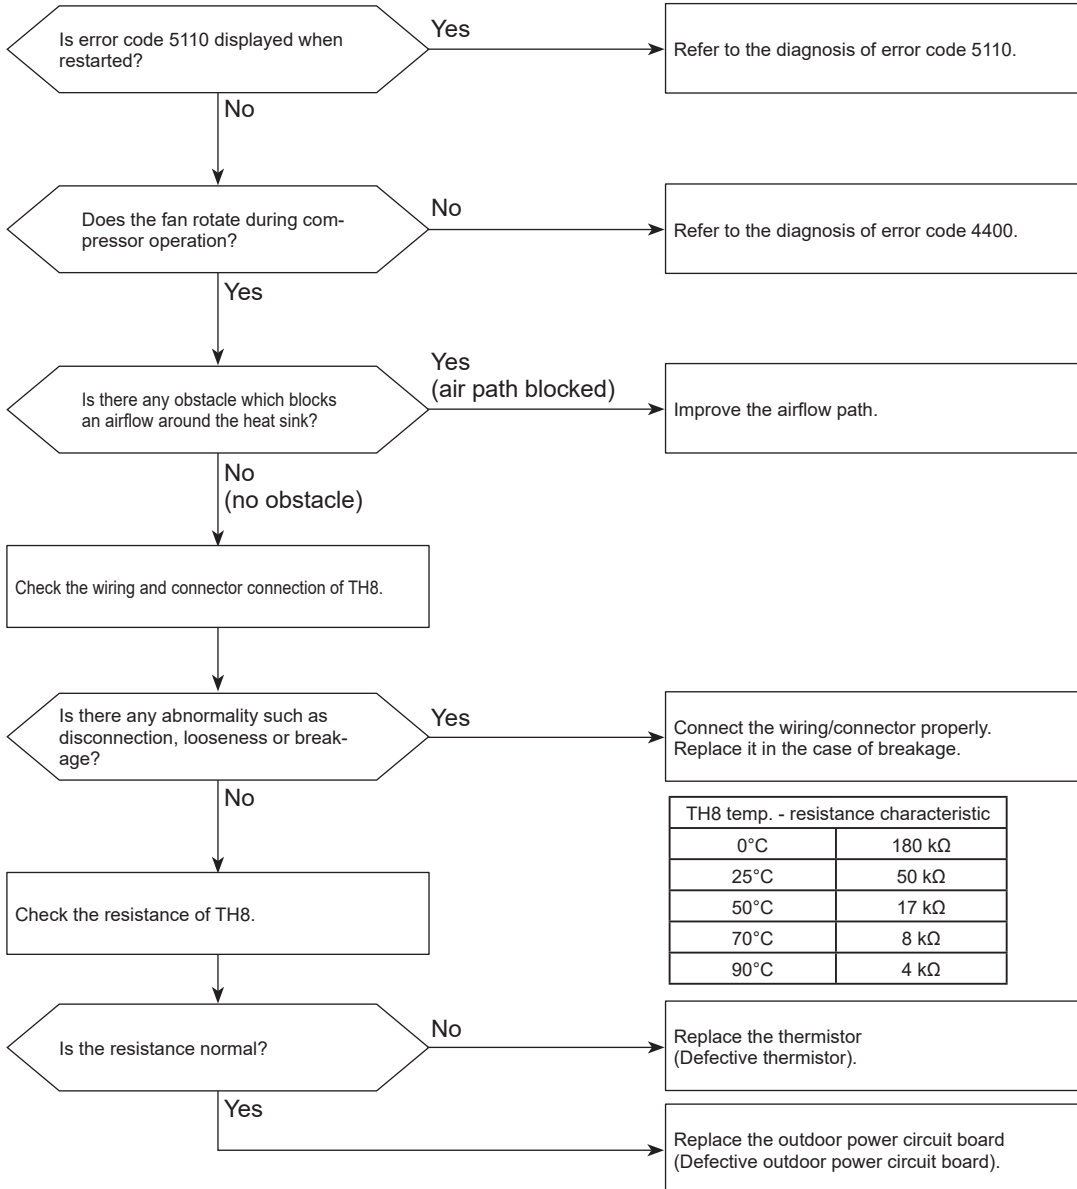 Is error code 5110 displayed when
restarted?
Yes
Refer to the diagnosis of error code 5110.
No
Does the fan rotate during com-
pressor operation?
No
Refer to the diagnosis of error code 4400.
Yes
Is there any obstacle which blocks
an airflow around the heat sink?
Yes
(air path blocked)
Improve the airflow path.
No
(no obstacle)
Check the wiring and connector connection of TH8.
Is there any abnormality such as
disconnection, looseness or break-
age?
Yes
Connect the wiring/connector properly.
Replace it in the case of breakage.
No
TH8 temp. - resistance characteristic
0°C 180 kΩ
25°C 50 kΩ
50°C 17 kΩ
70°C 8 kΩ
90°C 4 kΩ
Check the resistance of TH8.
Is the resistance normal?
No
Replace the thermistor
(Defective thermistor).
Yes
Replace the outdoor power circuit board
(Defective outdoor power circuit board).